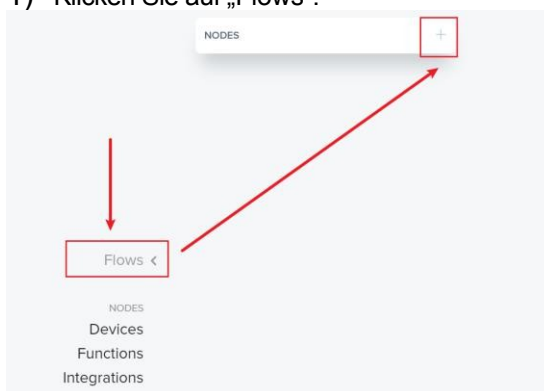 1) Klicken Sie auf „Flows“.
NODES +
Flows <
NODES
Devices
Functions
Integrations